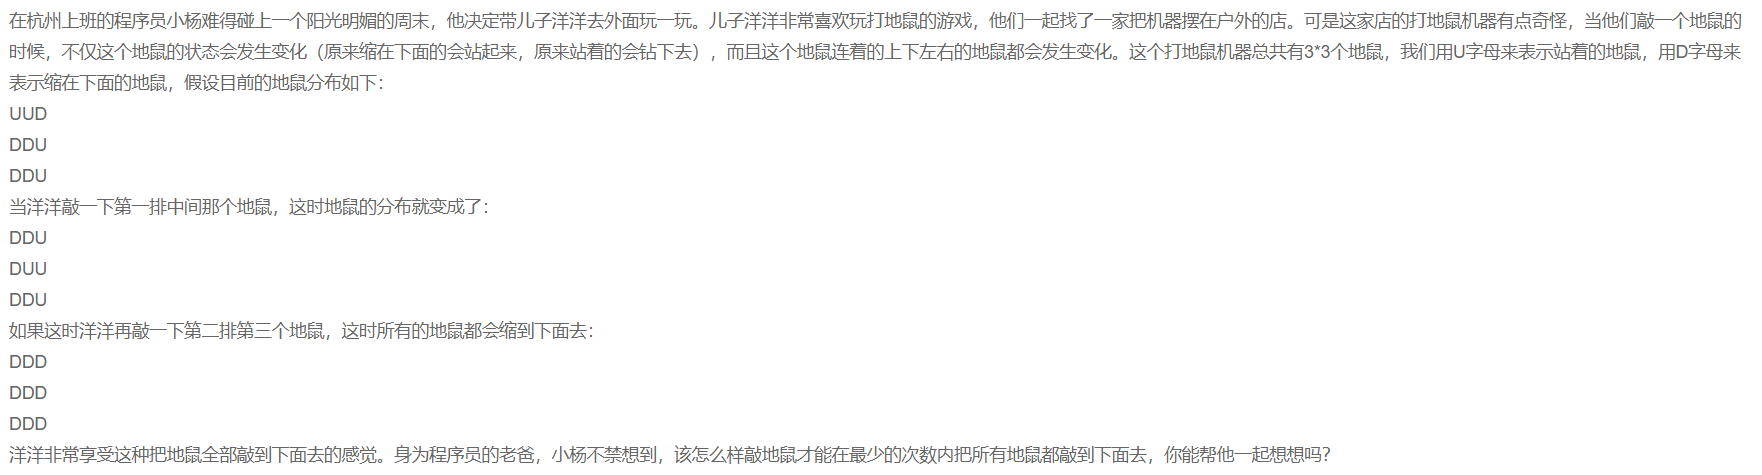 在杭州上班的程序员小杨难得碰上一个阳光明媚的周末，他决定带儿子洋洋去外面玩一玩。儿子洋洋非常喜欢玩打地鼠的游戏，他们一起找了一家把机器摆在户外的店。可是这家店的打地鼠机器有点奇怪，当他们敲一个地鼠的
时候，不仅这个地鼠的状态会发生变化（原来缩在下面的会站起来，原来站着的会钻下去），而且这个地鼠连着的上下左右的地鼠都会发生变化。这个打地鼠机器总共有3*3个地鼠，我们用U字母来表示站着的地鼠，用D字母来
表示缩在下面的地鼠，假设目前的地鼠分布如下：
UUD
DDU
DDU
当洋洋敲一下第一排中间那个地鼠，这时地鼠的分布就变成了：
DDU
DUU
DDU
如果这时洋洋再敲一下第二排第三个地鼠，这时所有的地鼠都会缩到下面去：
DDD
DDD
DDD
洋洋非常享受这种把地鼠全部敲到下面去的感觉。身为程序员的老爸，小杨不禁想到，该怎么样敲地鼠才能在最少的次数内把所有地鼠都敲到下面去，你能帮他一起想想吗？